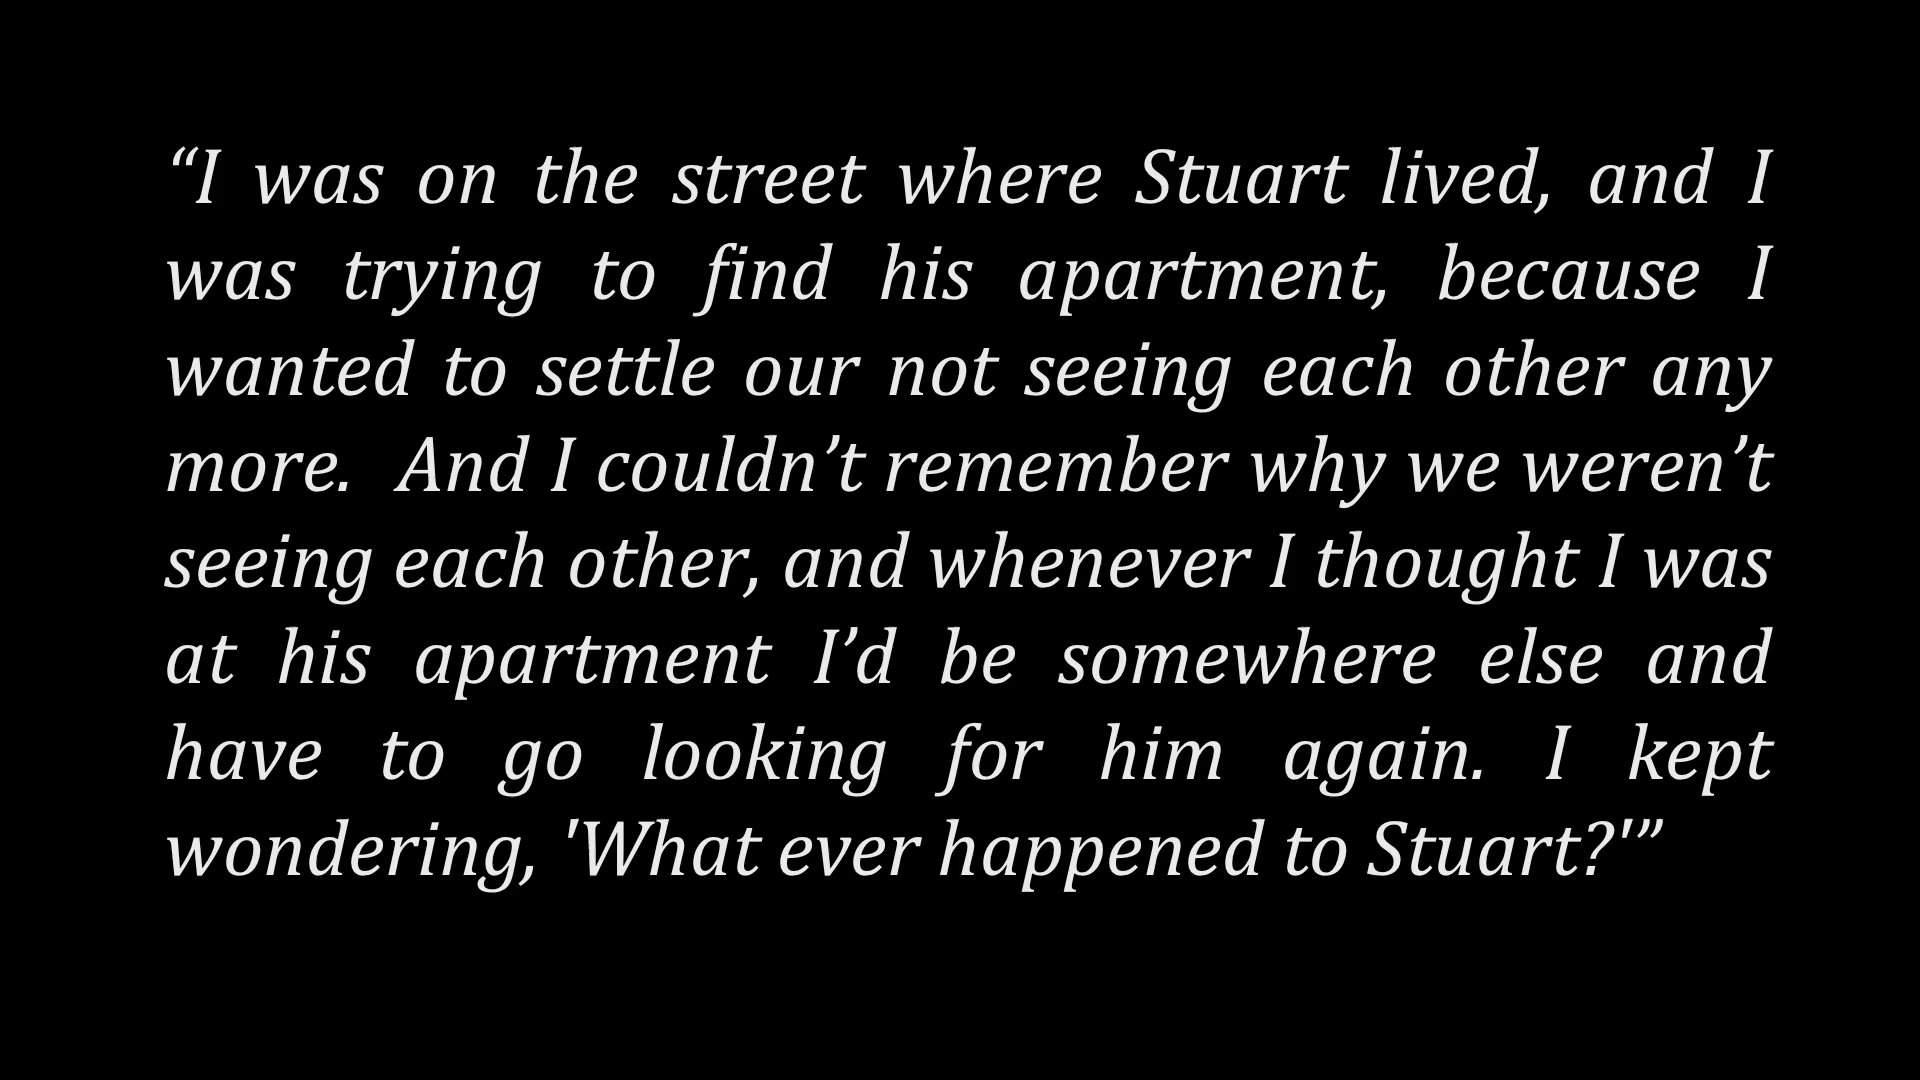 “I was on the street where Stuart lived, and I
was trying to find his apartment, because I
wanted to settle our not seeing each other any
more.  And I couldn’t remember why we weren’t
seeing each other, and whenever I thought I was
at his apartment I’d be somewhere else and
have to go looking for him again. I kept
wondering, 'What ever happened to Stuart?'”